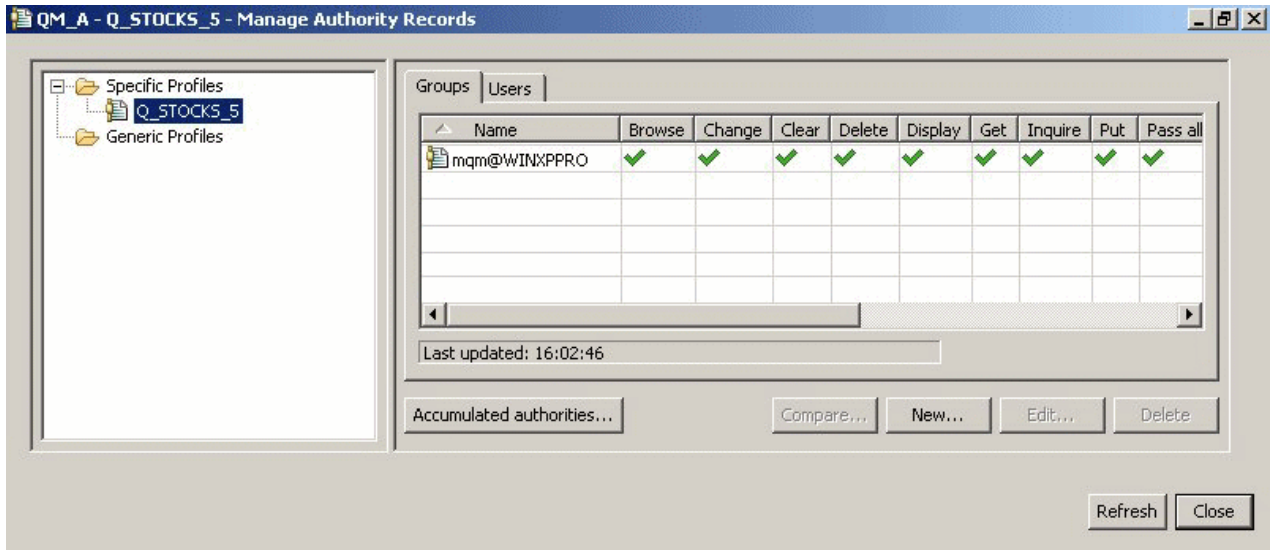 QM_A - Q_STOCKS_5 - Manage Authority Records
Specific Profiles
Q_STOCKS_5
Generic Profiles
Groups Users
Name Browse Change Clear Delete Display Get Inquire Put Pass all
mqm@WINXPPRO
Last updated: 16:02:46
Accumulated authorities... Compare... New... Edit... Delete
Refresh Close